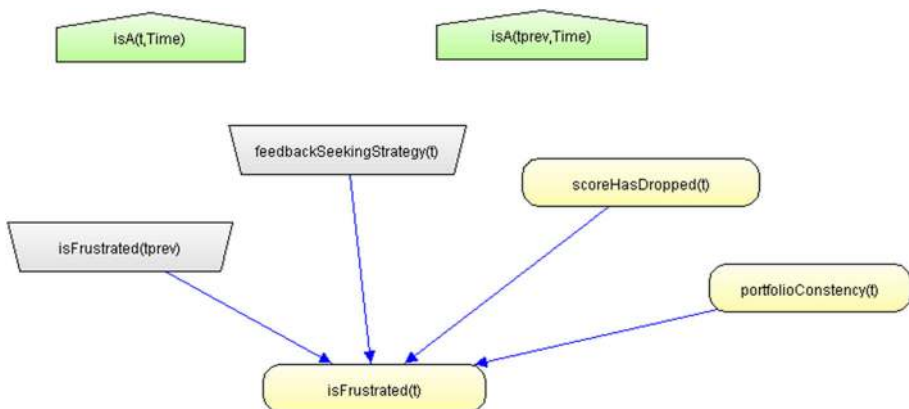 isA(t,Time)
isA(tprev,Time)
feedbackSeekingStrategy(t)
scoreHasDropped(t)
isFrustrated(tprev)
portfolioConstency(t)
isFrustrated(t)